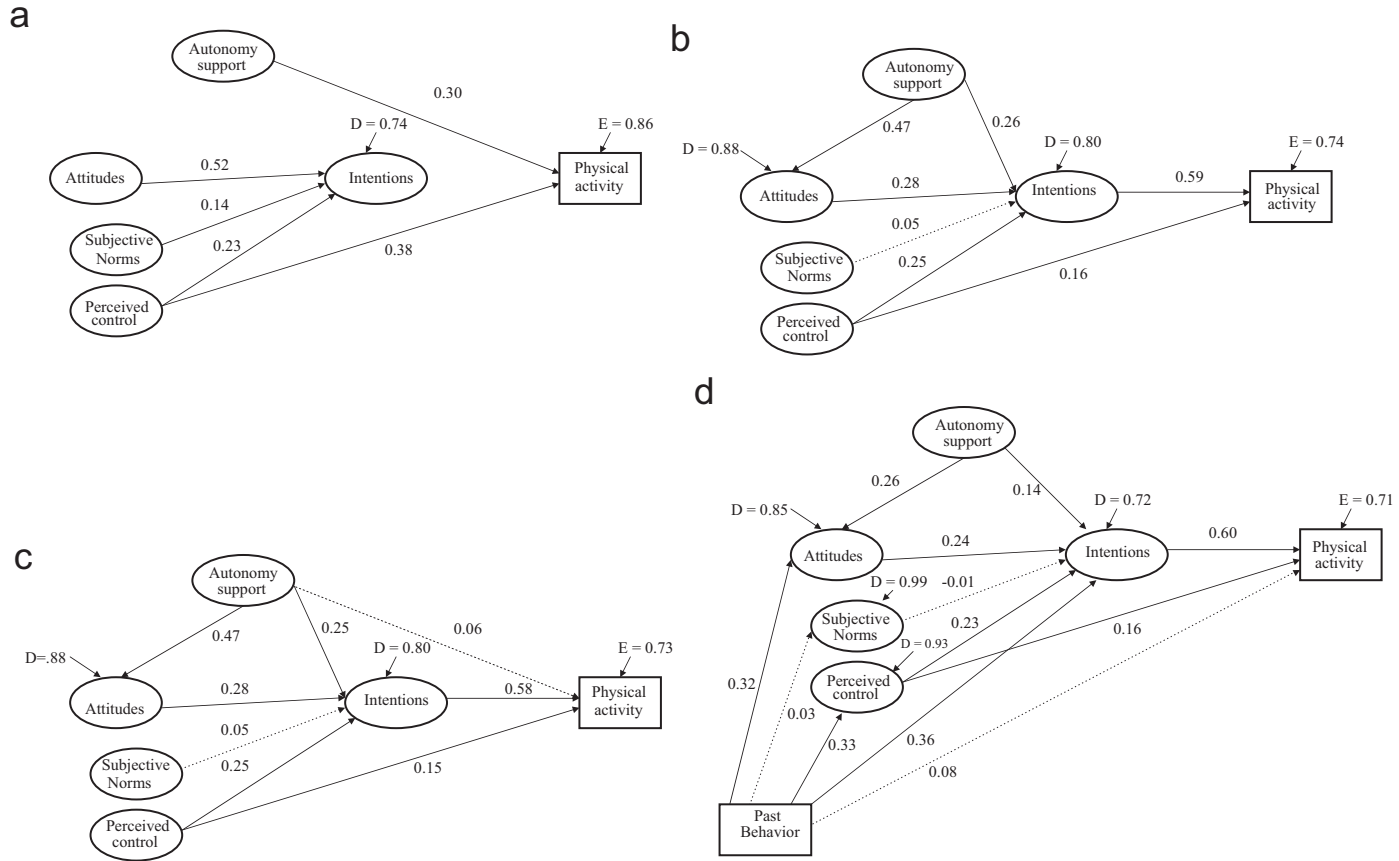 a
Autonomy
support
0.30
D = 0.74
E = 0.86
Attitudes
0.52
Intentions
Physical
activity
0.14
Subjective
Norms
0.23
0.38
Perceived
control
b
Autonomy
support
0.47
0.26
D = 0.88
D = 0.80
E = 0.74
Attitudes
0.28
Intentions
0.59
Physical
activity
0.05
Subjective
Norms
0.25
0.16
Perceived
control
c
Autonomy
support
0.47
0.25
0.06
D=.88
D = 0.80
E = 0.73
Attitudes
0.28
Intentions
0.58
Physical
activity
0.05
Subjective
Norms
0.25
0.15
Perceived
control
d
Autonomy
support
0.26
0.14
D = 0.85
D = 0.72
E = 0.71
Attitudes
0.24
Intentions
0.60
Physical
activity
D = 0.99
-0.01
Subjective
Norms
0.23
0.16
D = 0.93
Perceived
control
0.32
0.03
0.33
0.36
0.08
Past
Behavior